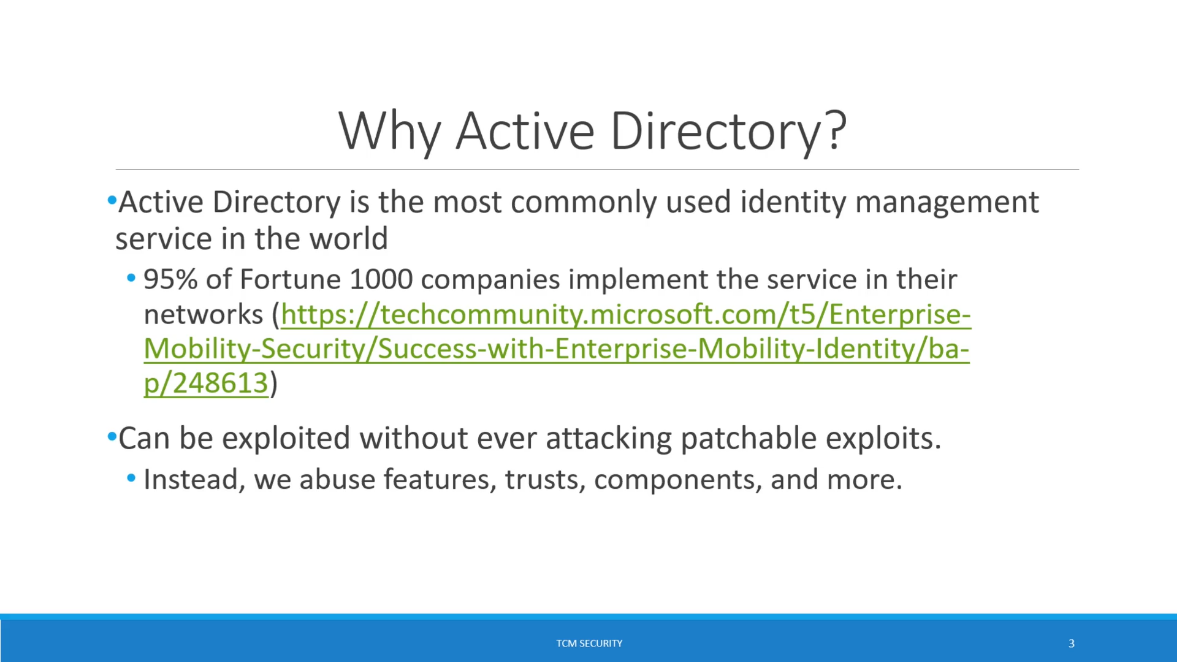 Why Active Directory?
•Active Directory is the most commonly used identity management
service in the world
• 95% of Fortune 1000 companies implement the service in their
networks (https://techcommunity.microsoft.com/t5/Enterprise-
Mobility-Security/Success-with-Enterprise-Mobility-Identity/ba-
p/248613)
•Can be exploited without ever attacking patchable exploits.
• Instead, we abuse features, trusts, components, and more.
TCM SECURITY
3